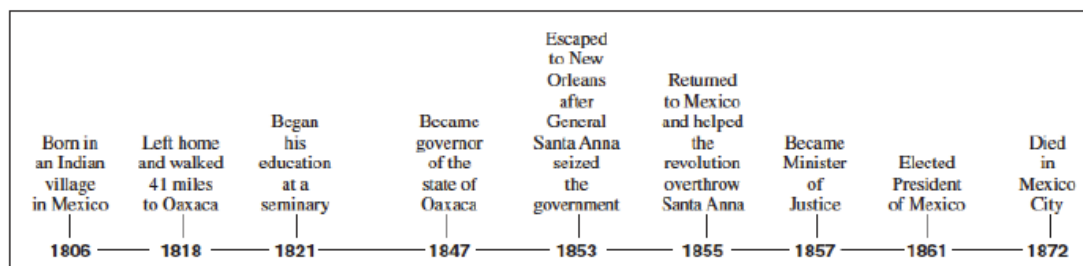 Born in
an Indian
village
in Mexico
Left home
and walked
41 miles
to Oaxaca
Began
his
education
at a
seminary
Became
governor
of the
state of
Oaxaca
Escaped
to New
Orleans
after
General
Santa Anna
seized
the
government
Returned
to Mexico
and helped
the
revolution
overthrow
Santa Anna
Became
Minister
of
Justice
Elected
President
of Mexico
Died
in
Mexico
City
1806 1818 1821 1847 1853 1855 1857 1861 1872